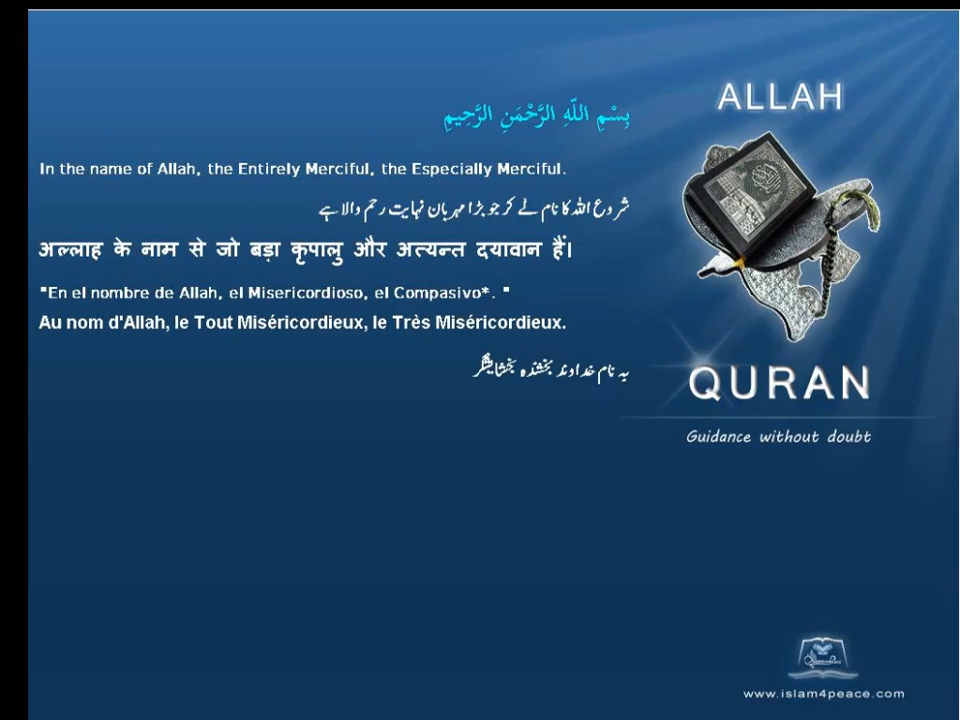 بِسْمِ اللَّهِ الرَّحْمَنِ الرَّحِيمِ
In the name of Allah, the Entirely Merciful, the Especially Merciful.
شروع اللہ کا نام لے کر جو بڑا مہربان نہایت رحم والا ہے
अल्लाह के नाम से जो बड़ा कृपालु और अत्यन्त दयावान हैं।
"En el nombre de Allah, el Misericordioso, el Compasivo*. "
Au nom d'Allah, le Tout Miséricordieux, le Très Miséricordieux.
به نام خداوند بخشنده بخشایشگر
ALLAH
QURAN
Guidance without doubt
www.islam4peace.com